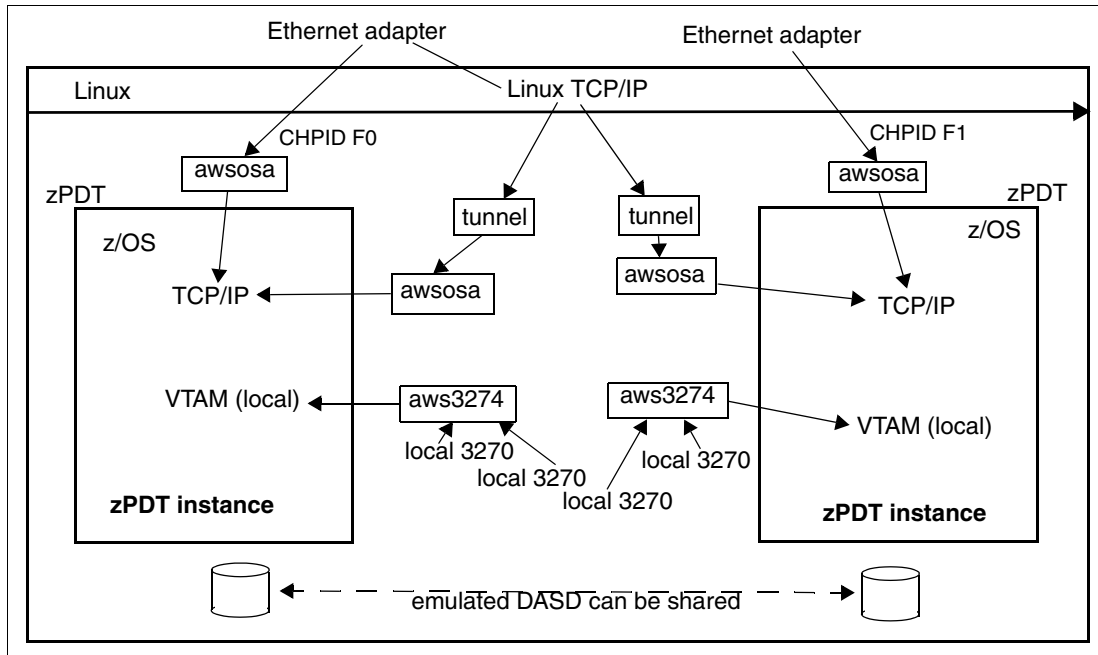 Ethernet adapter
Ethernet adapter
Linux
Linux TCP/IP
CHPID F0
CHPID F1
awsosa
awsosa
zPDT
zPDT
tunnel
tunnel
z/OS
z/OS
awsosa
awsosa
TCP/IP
TCP/IP
VTAM (local)
aws3274
aws3274
VTAM (local)
local 3270
local 3270
local 3270
local 3270
zPDT instance
zPDT instance
emulated DASD can be shared